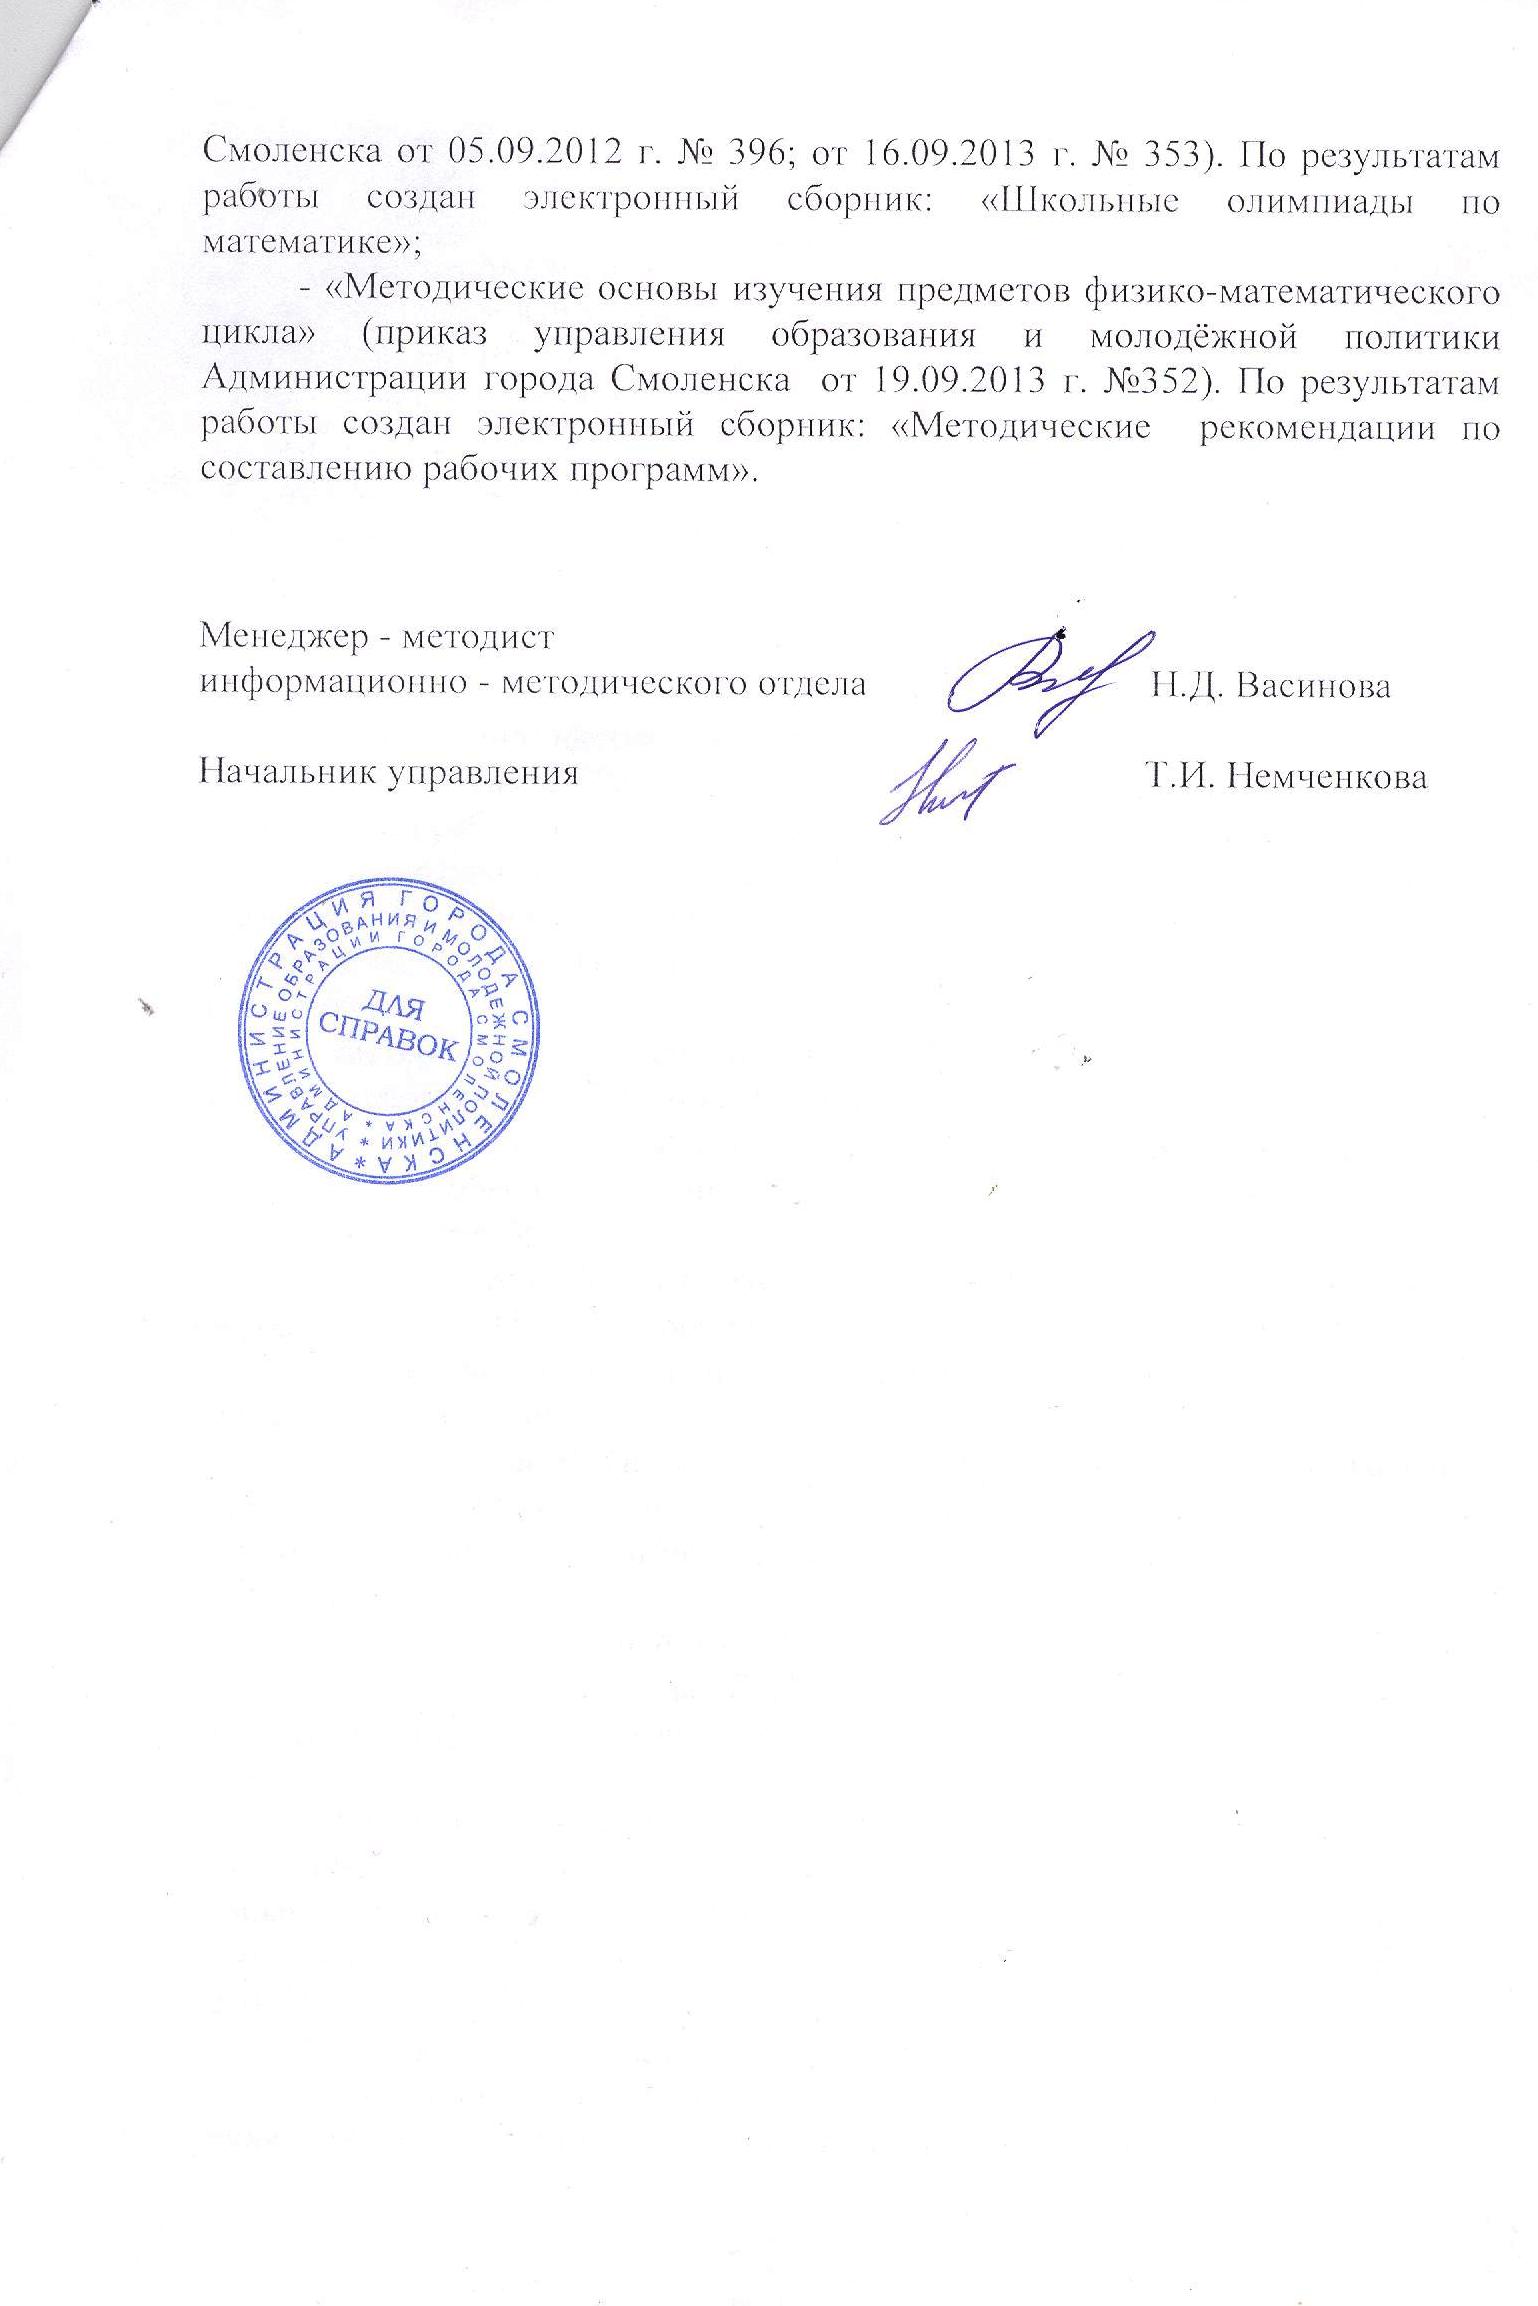 Смоленска от 05.09.2012 г. № 396; от 16.09.2013 г. № 353). По результатам
работы создан электронный сборник: «Школьные олимпиады по
математике»;
- «Методические основы изучения предметов физико-математического
цикла» (приказ управления образования и молодёжной политики
Администрации города Смоленска от 19.09.2013 г. №352). По результатам
работы создан электронный сборник: «Методические рекомендации по
составлению рабочих программ».
Менеджер - методист
информационно - методического отдела Н.Д. Васинова
Начальник управления Т.И. Немченкова
АДМИНИСТРАЦИЯ ГОРОДА СМОЛЕНСКА *
УПРАВЛЕНИЕ ОБРАЗОВАНИЯ И МОЛОДЕЖНОЙ ПОЛИТИКИ *
АДМИНИСТРАЦИИ ГОРОДА СМОЛЕНСКА *
ДЛЯ
СПРАВОК